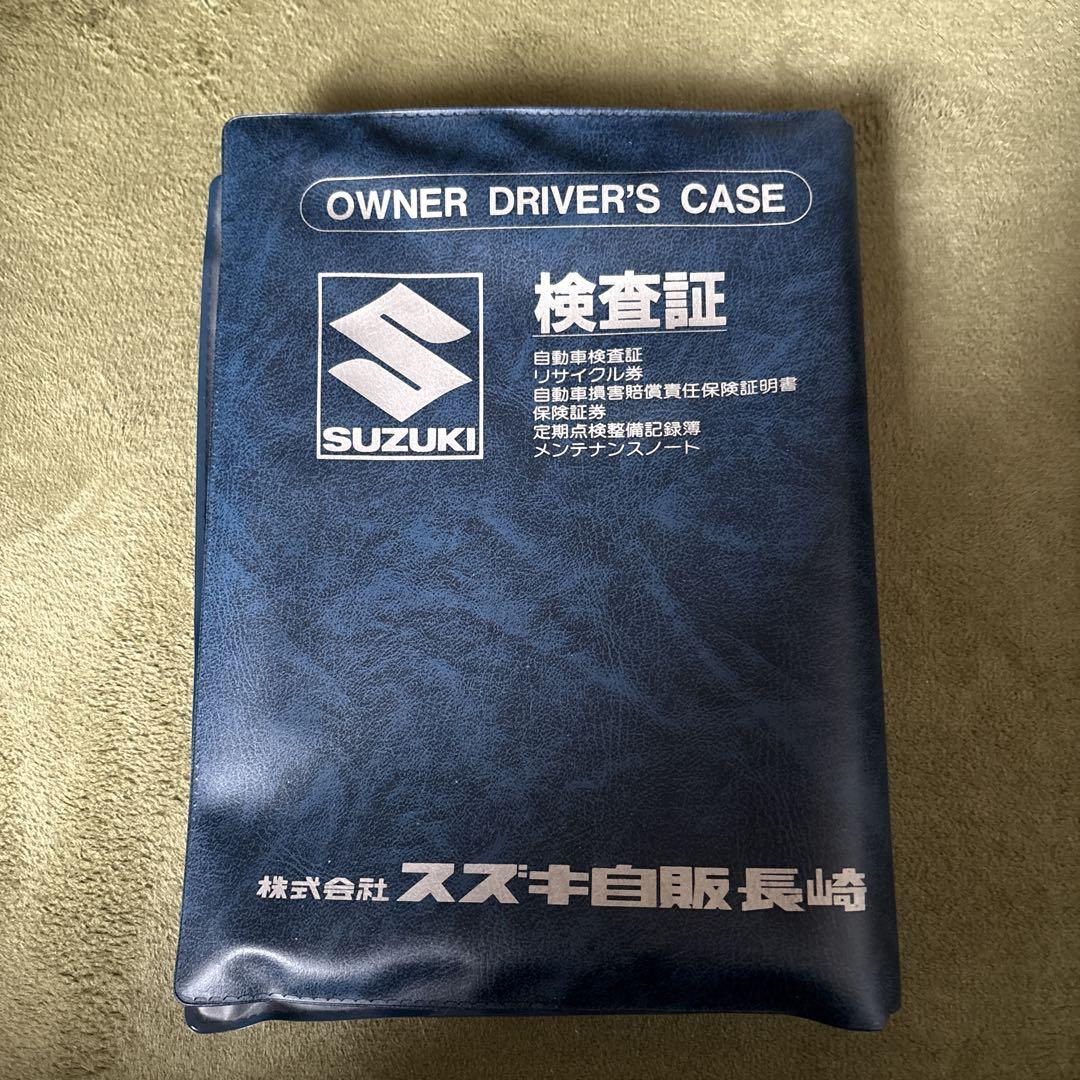 OWNER DRIVER'S CASE
SUZUKI
検査証
自動車検査証
リサイクル券
自動車損害賠償責任保険証明書
保険証券
定期点検整備記録簿
メンテナンスノート
株式会社 スズキ自販 長崎